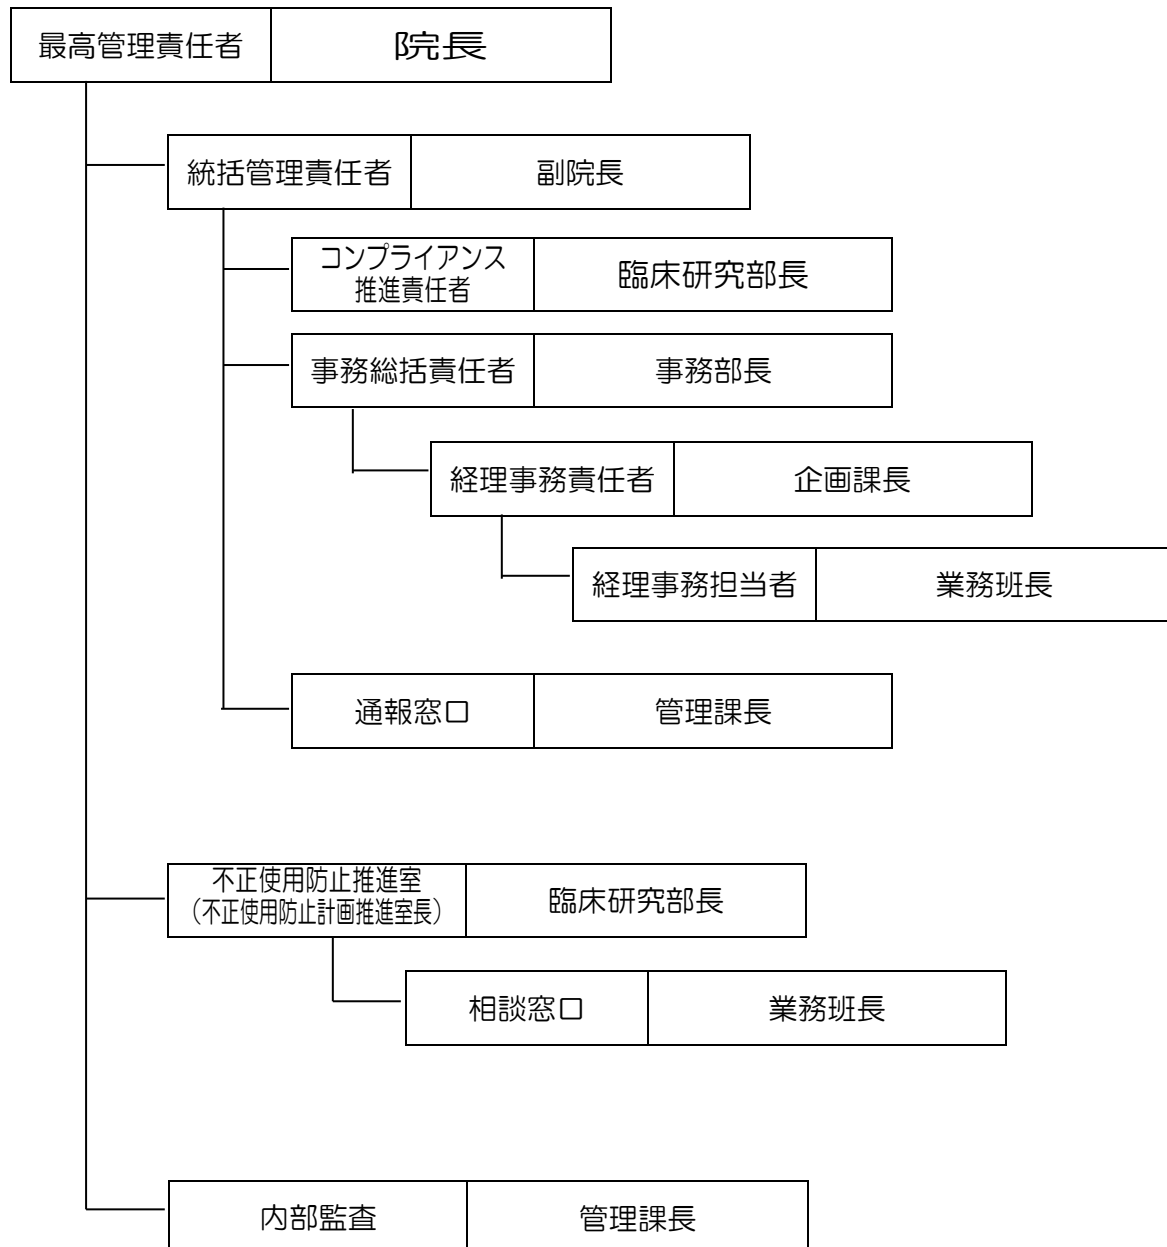 最高管理責任者 院長
統括管理責任者 副院長
コンプライアンス
推進責任者 臨床研究部長
事務総括責任者 事務部長
経理事務責任者 企画課長
経理事務担当者 業務班長
通報窓口 管理課長
不正使用防止推進室
（不正使用防止計画推進室長） 臨床研究部長
相談窓口 業務班長
内部監査 管理課長